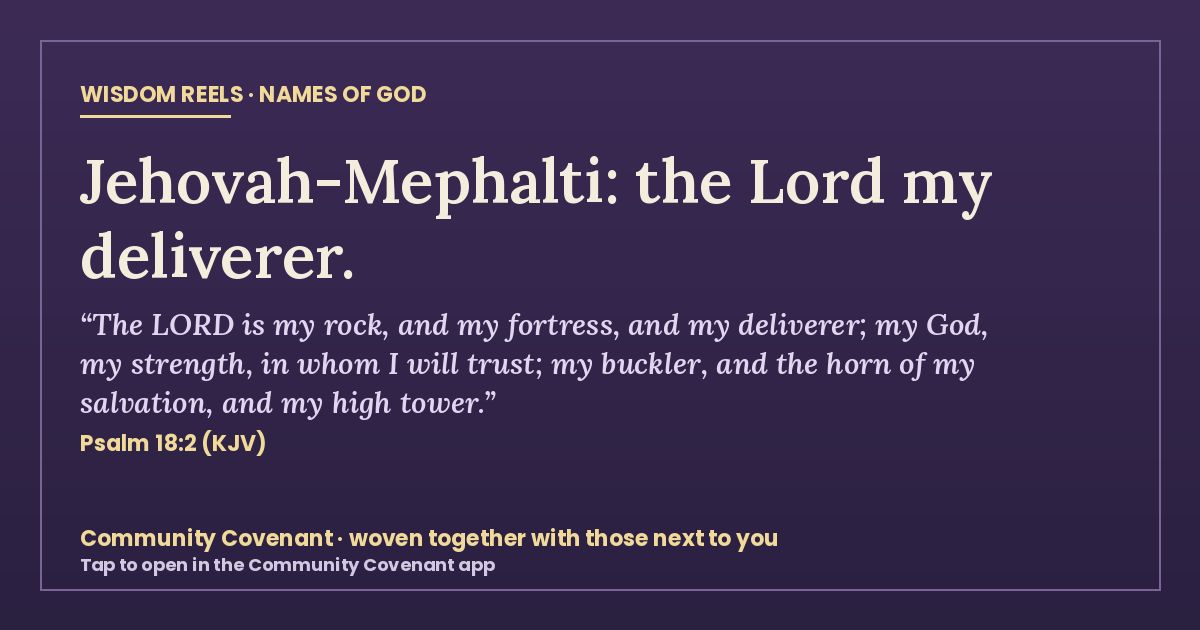 WISDOM REELS · NAMES OF GOD
Jehovah-Mephalti: the Lord my
deliverer.
“The LORD is my rock, and my fortress, and my deliverer; my God,
my strength, in whom I will trust; my buckler, and the horn of my
salvation, and my high tower.”
Psalm 18:2 (KJV)
Community Covenant · woven together with those next to you
Tap to open in the Community Covenant app